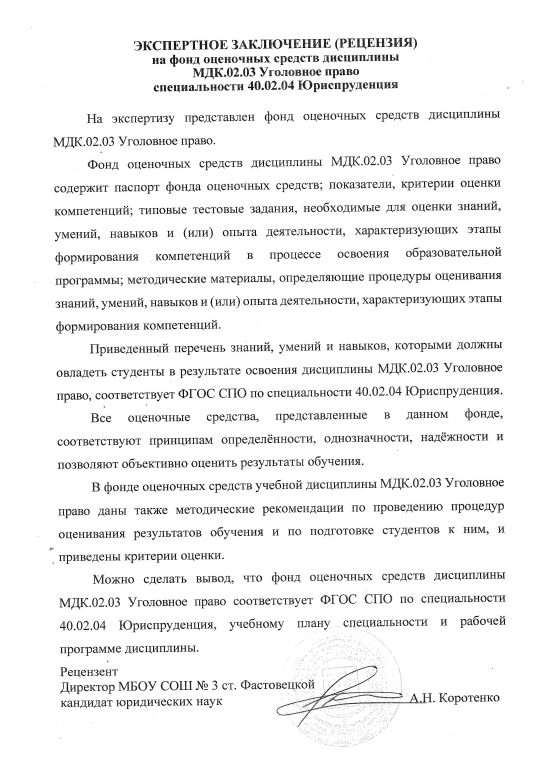 ЭКСПЕРТНОЕ ЗАКЛЮЧЕНИЕ (РЕЦЕНЗИЯ)
на фонд оценочных средств дисциплины
МДК.02.03 Уголовное право
специальности 40.02.04 Юриспруденция
На экспертизу представлен фонд оценочных средств дисциплины
МДК.02.03 Уголовное право.
Фонд оценочных средств дисциплины МДК.02.03 Уголовное право
содержит паспорт фонда оценочных средств; показатели, критерии оценки
компетенций; типовые тестовые задания, необходимые для оценки знаний,
умений, навыков и (или) опыта деятельности, характеризующих этапы
формирования компетенций в процессе освоения образовательной
программы; методические материалы, определяющие процедуры оценивания
знаний, умений, навыков и (или) опыта деятельности, характеризующих этапы
формирования компетенций.
Приведенный перечень знаний, умений и навыков, которыми должны
овладеть студенты в результате освоения дисциплины МДК.02.03 Уголовное
право, соответствует ФГОС СПО по специальности 40.02.04 Юриспруденция.
Все оценочные средства, представленные в данном фонде,
соответствуют принципам определённости, однозначности, надёжности и
позволяют объективно оценить результаты обучения.
В фонде оценочных средств учебной дисциплины МДК.02.03 Уголовное
право даны также методические рекомендации по проведению процедур
оценивания результатов обучения и по подготовке студентов к ним, и
приведены критерии оценки.
Можно сделать вывод, что фонд оценочных средств дисциплины
МДК.02.03 Уголовное право соответствует ФГОС СПО по специальности
40.02.04 Юриспруденция, учебному плану специальности и рабочей
программе дисциплины.
Рецензент
Директор МБОУ СОШ № 3 ст. Фастовецкой
кандидат юридических наук А.Н. Коротенко